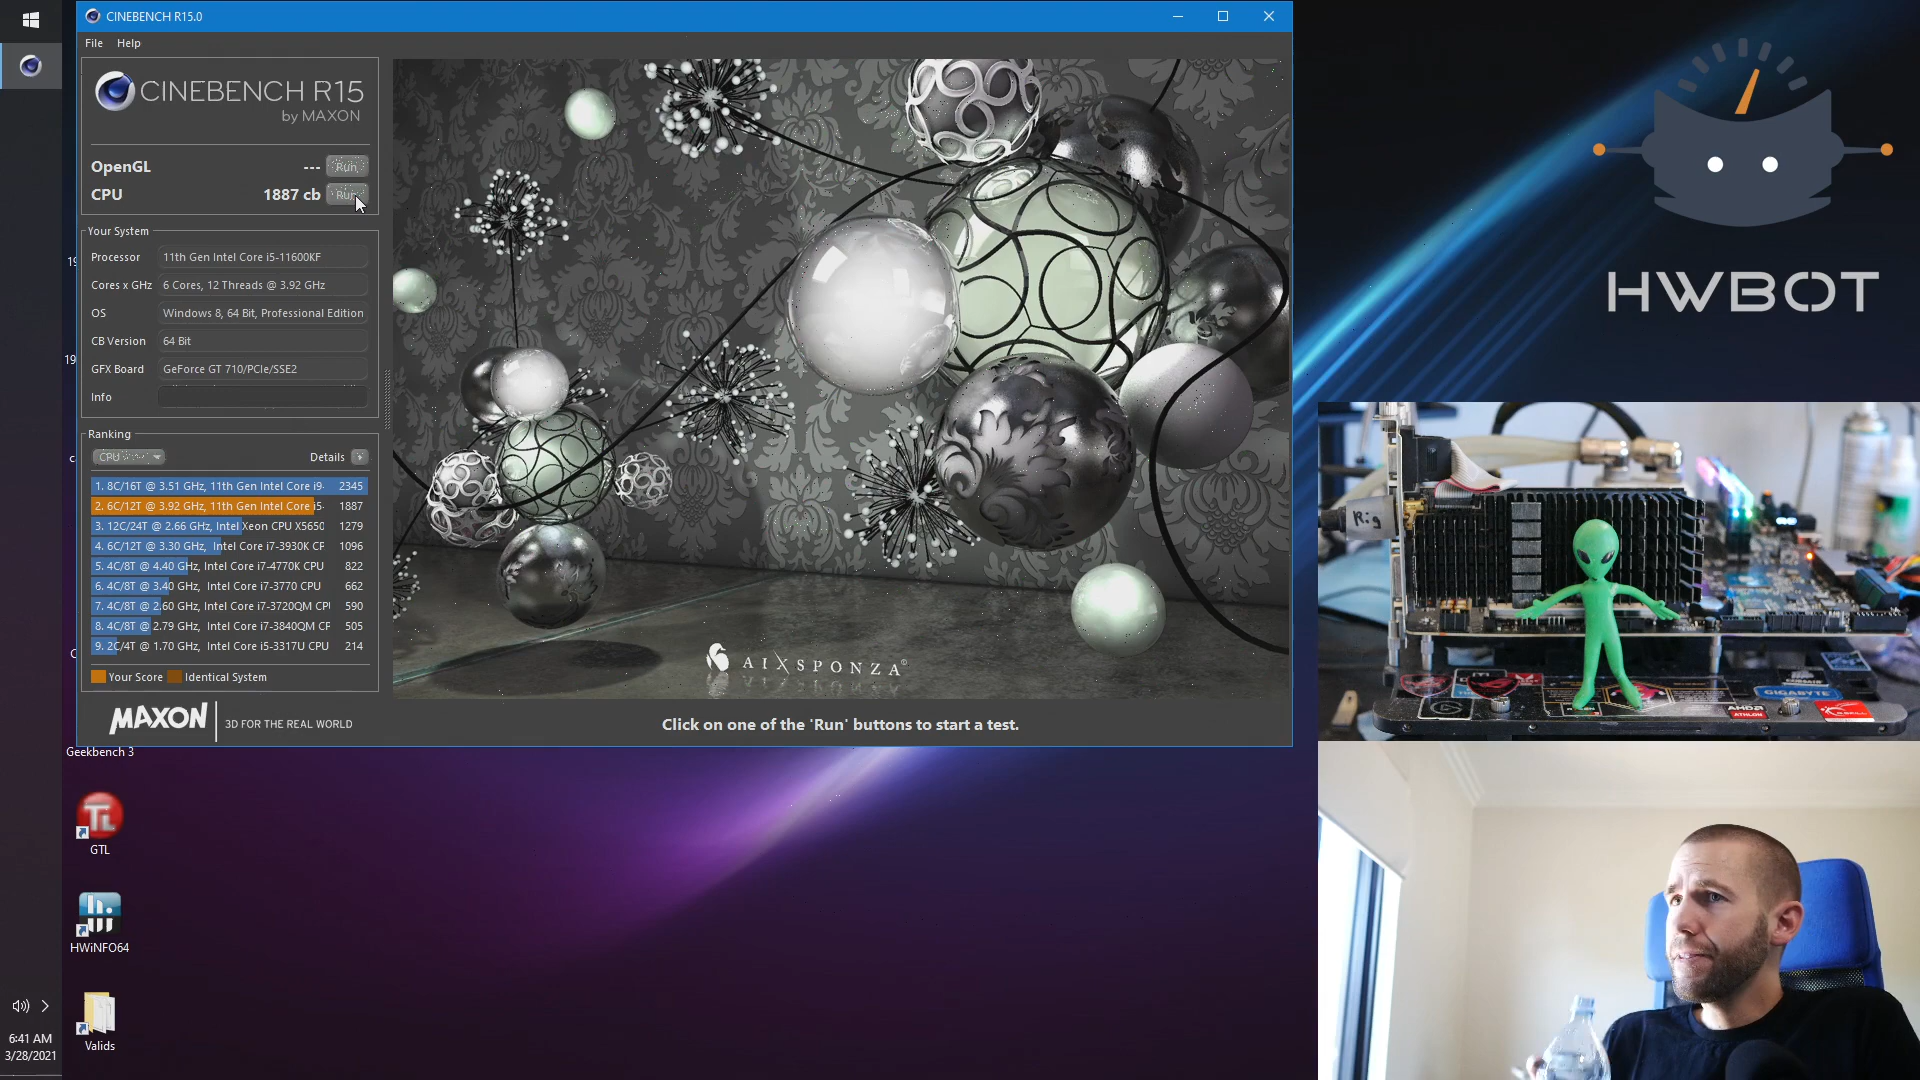 CINEBENCH R15.0
File Help
CINEBENCH R15
by MAXON
OpenGL --- Run
CPU 1887 cb Run
Your System
Processor 11th Gen Intel Core i5-11600KF
Cores x GHz 6 Cores, 12 Threads @ 3.92 GHz
OS Windows 8, 64 Bit, Professional Edition
CB Version 64 Bit
GFX Board GeForce GT 710/PCIe/SSE2
Info
Ranking
CPU Details
1. 8C/16T @ 3.51 GHz, 11th Gen Intel Core i9- 2345
2. 6C/12T @ 3.92 GHz, 11th Gen Intel Core i5- 1887
3. 12C/24T @ 2.66 GHz, Intel Xeon CPU X5650 1279
4. 6C/12T @ 3.30 GHz, Intel Core i7-3930K CP 1096
5. 4C/8T @ 4.40 GHz, Intel Core i7-4770K CPU 822
6. 4C/8T @ 3.40 GHz, Intel Core i7-3770 CPU 662
7. 4C/8T @ 2.60 GHz, Intel Core i7-3720QM CPU 590
8. 4C/8T @ 2.79 GHz, Intel Core i7-3840QM CP 505
9. 2C/4T @ 1.70 GHz, Intel Core i5-3317U CPU 214
Your Score Identical System
MAXON 3D FOR THE REAL WORLD
AIXSPONZA®
Click on one of the 'Run' buttons to start a test.
Geekbench 3
GTL
HWiNFO64
Valids
6:41 AM
3/28/2021
HWBOT
Rig
GIGABYTE
AMD
ATHLON